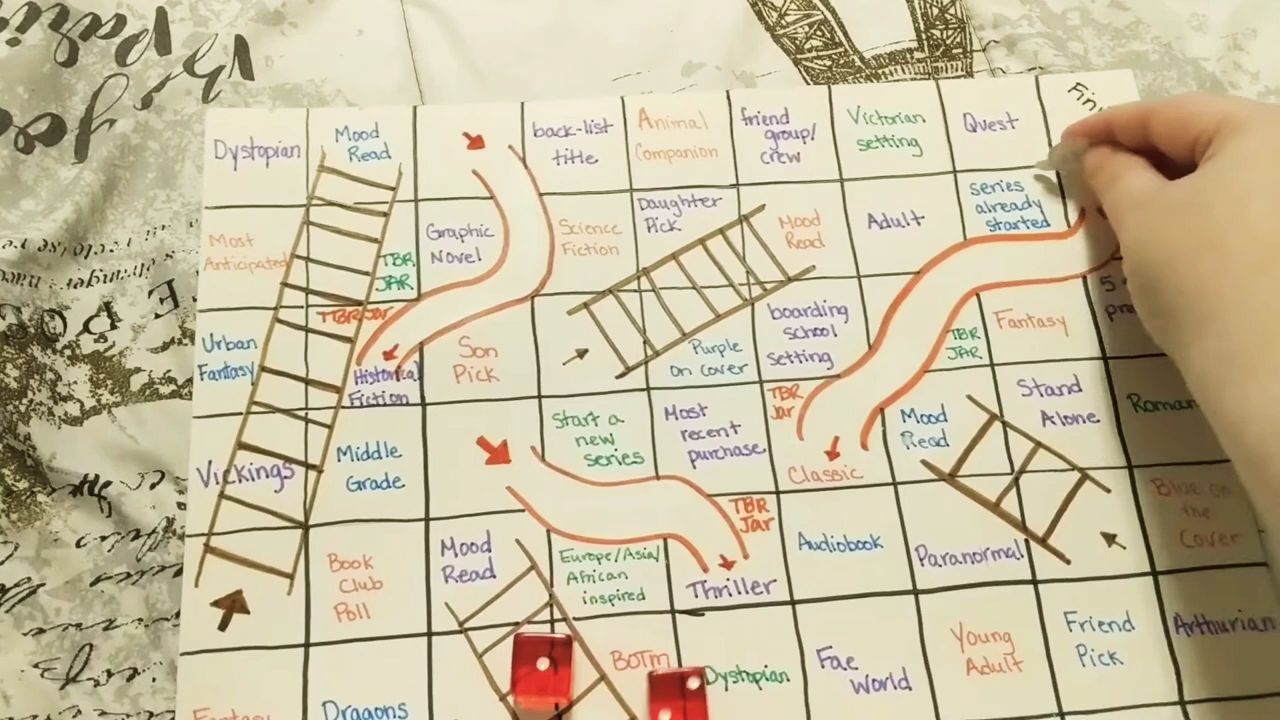 Dystopian
Mood
Read
back-list
title
Animal
Companion
friend
group/
crew
Victorian
setting
Quest
Most
Anticipated
TBR
JAR
Graphic
Novel
Science
Fiction
Daughter
Pick
Mood
Read
Adult
series
already
started
Urban
Fantasy
TBR Jar
Historical
Fiction
Son
Pick
Purple
on cover
boarding
school
setting
TBR
JAR
Fantasy
Vickings
Middle
Grade
Start a
new
series
Most
recent
purchase
TBR
Jar
Classic
Mood
Read
Stand
Alone
Book
Club
Poll
Mood
Read
Europe/Asia/
African
inspired
TBR
Jar
Thriller
Audiobook
Paranormal
Blue on
the
Cover
Fantasy
Dragons
BOTM
Dystopian
Fae
World
Young
Adult
Friend
Pick
Arthurian